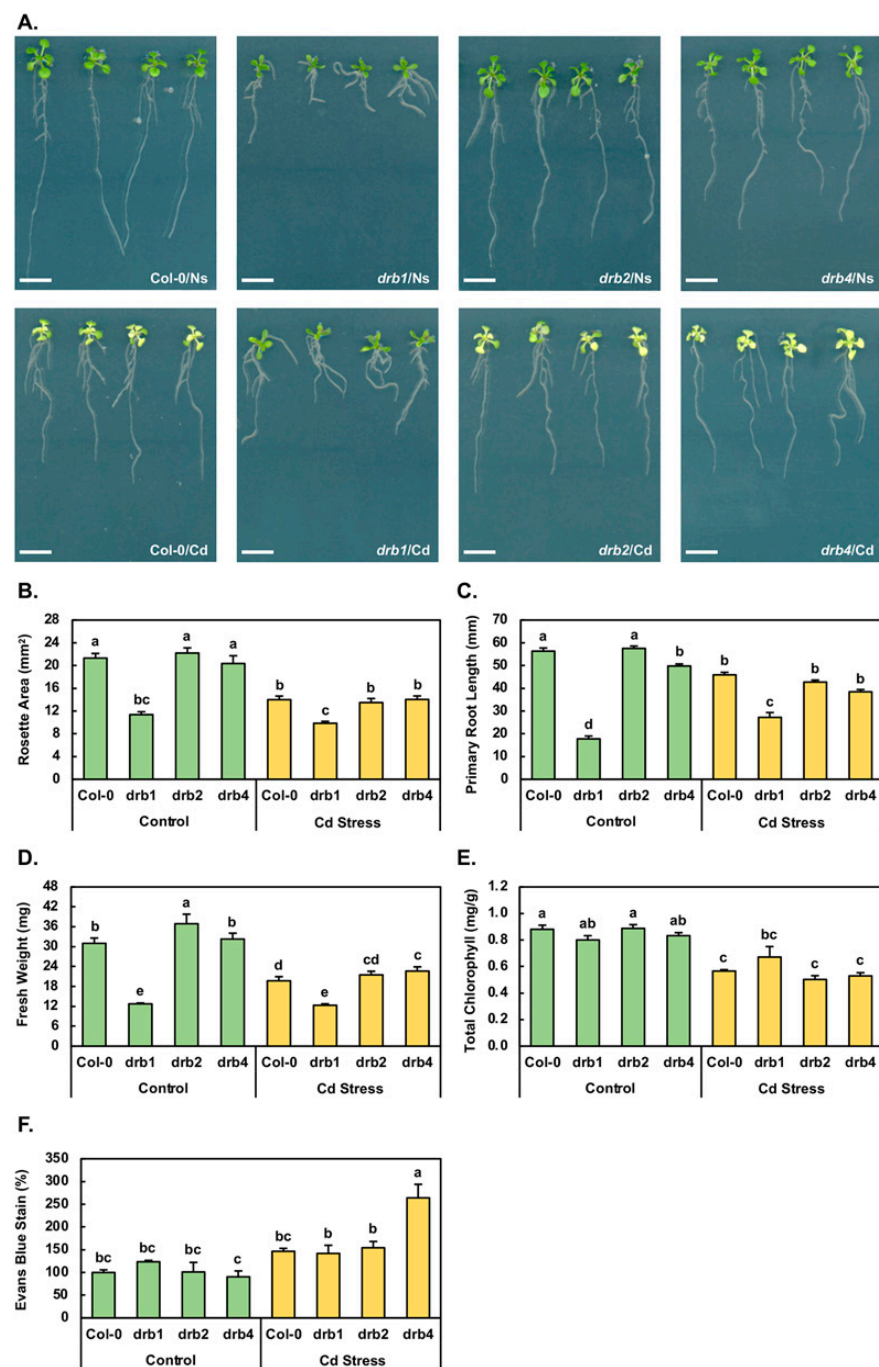 A.
Col-0/Ns
drb1/Ns
drb2/Ns
drb4/Ns
Col-0/Cd
drb1/Cd
drb2/Cd
drb4/Cd
B.
Rosette Area (mm²)
28
24
20
16
12
8
4
0
a
bc
a
a
b
c
b
b
Col-0 drb1 drb2 drb4 Col-0 drb1 drb2 drb4
Control Cd Stress
C.
Primary Root Length (mm)
70
60
50
40
30
20
10
0
a
d
a
b
b
c
b
b
Col-0 drb1 drb2 drb4 Col-0 drb1 drb2 drb4
Control Cd Stress
D.
Fresh Weight (mg)
48
42
36
30
24
18
12
6
0
b
e
a
b
d
e
cd
c
Col-0 drb1 drb2 drb4 Col-0 drb1 drb2 drb4
Control Cd Stress
E.
Total Chlorophyll (mg/g)
1.2
1.0
0.8
0.6
0.4
0.2
0.0
a
ab
a
ab
c
bc
c
c
Col-0 drb1 drb2 drb4 Col-0 drb1 drb2 drb4
Control Cd Stress
F.
Evans Blue Stain (%)
350
300
250
200
150
100
50
0
bc
bc
bc
c
bc
b
b
a
Col-0 drb1 drb2 drb4 Col-0 drb1 drb2 drb4
Control Cd Stress